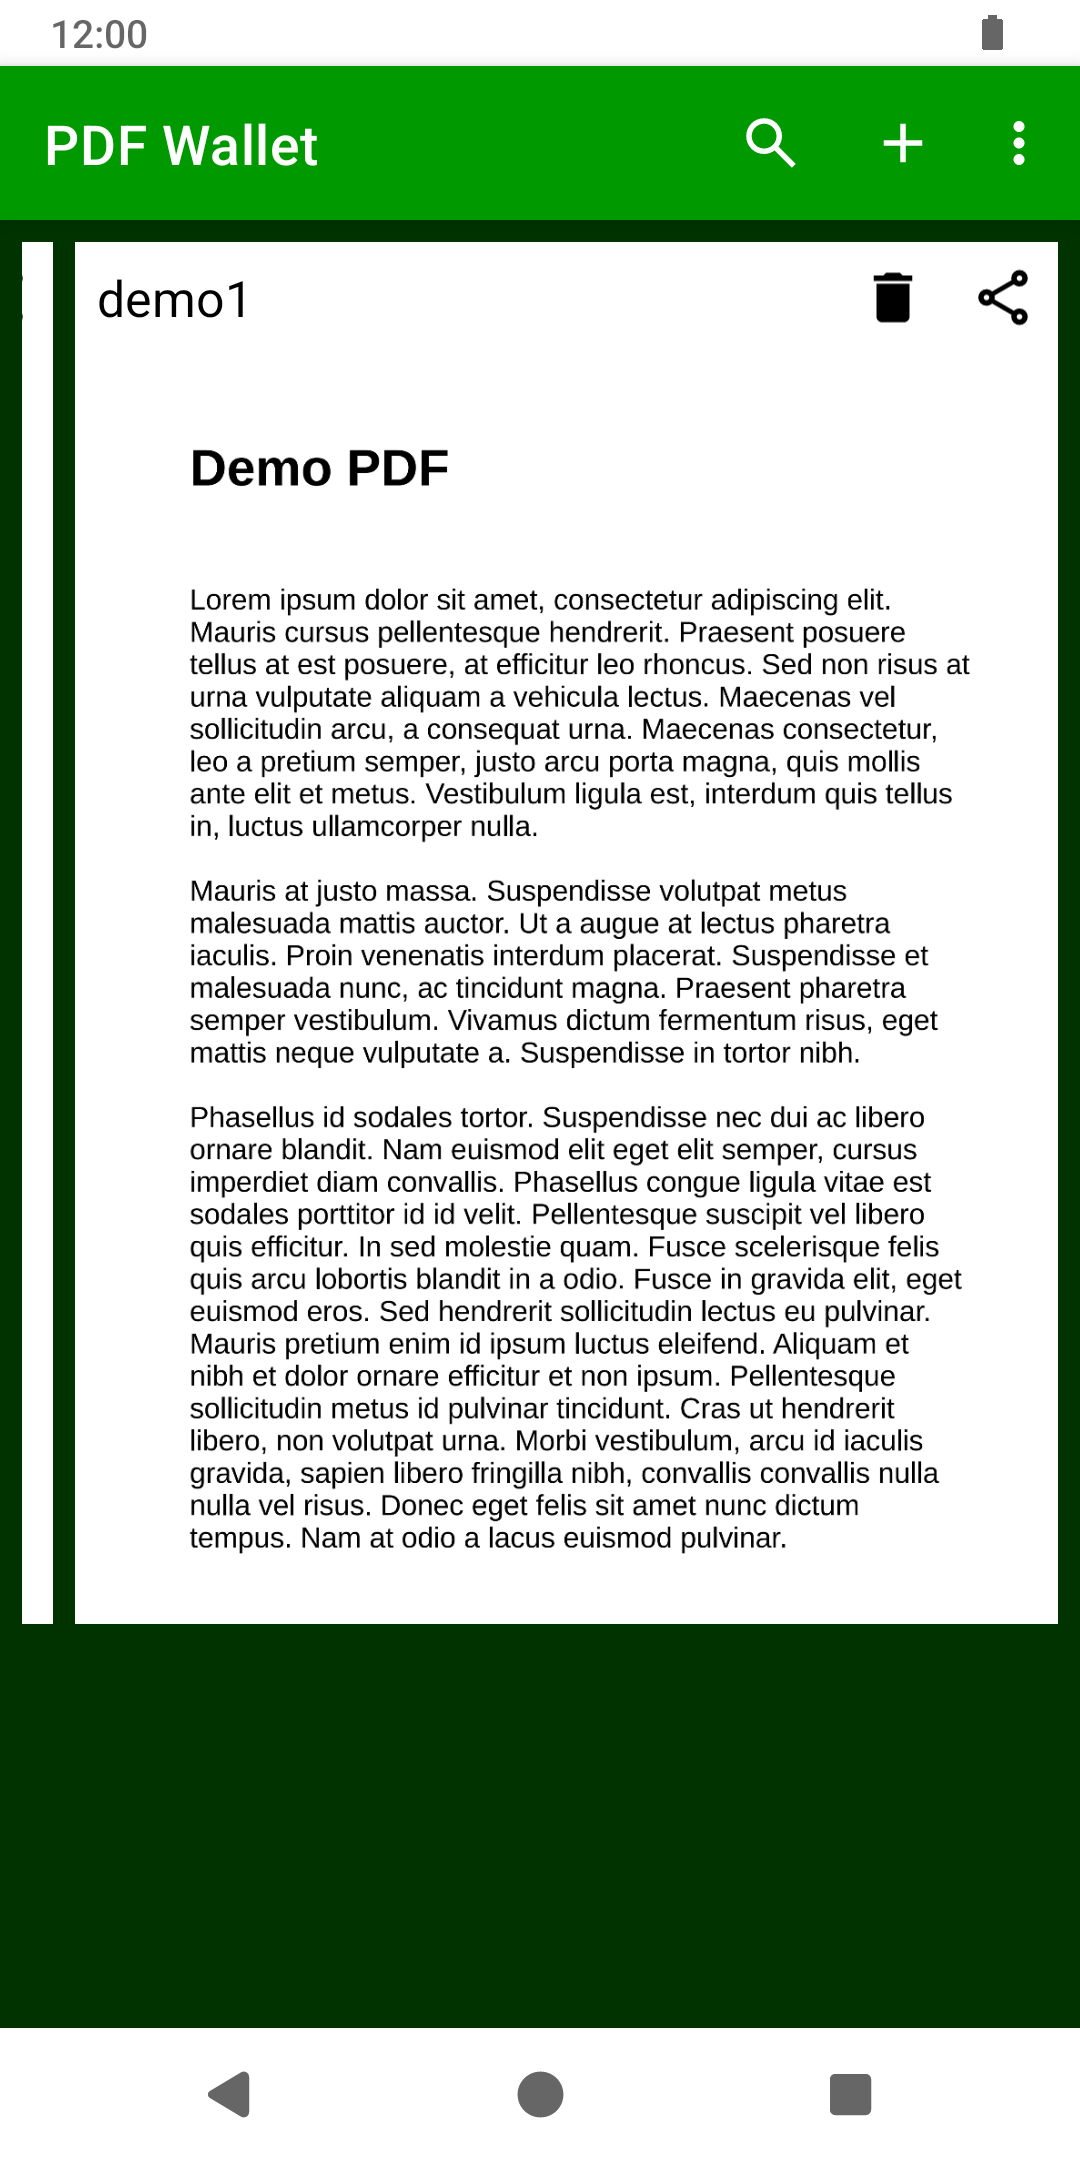 12:00
PDF Wallet
demo1
Demo PDF
Lorem ipsum dolor sit amet, consectetur adipiscing elit.
Mauris cursus pellentesque hendrerit. Praesent posuere
tellus at est posuere, at efficitur leo rhoncus. Sed non risus at
urna vulputate aliquam a vehicula lectus. Maecenas vel
sollicitudin arcu, a consequat urna. Maecenas consectetur,
leo a pretium semper, justo arcu porta magna, quis mollis
ante elit et metus. Vestibulum ligula est, interdum quis tellus
in, luctus ullamcorper nulla.
Mauris at justo massa. Suspendisse volutpat metus
malesuada mattis auctor. Ut a augue at lectus pharetra
iaculis. Proin venenatis interdum placerat. Suspendisse et
malesuada nunc, ac tincidunt magna. Praesent pharetra
semper vestibulum. Vivamus dictum fermentum risus, eget
mattis neque vulputate a. Suspendisse in tortor nibh.
Phasellus id sodales tortor. Suspendisse nec dui ac libero
ornare blandit. Nam euismod elit eget elit semper, cursus
imperdiet diam convallis. Phasellus congue ligula vitae est
sodales porttitor id id velit. Pellentesque suscipit vel libero
quis efficitur. In sed molestie quam. Fusce scelerisque felis
quis arcu lobortis blandit in a odio. Fusce in gravida elit, eget
euismod eros. Sed hendrerit sollicitudin lectus eu pulvinar.
Mauris pretium enim id ipsum luctus eleifend. Aliquam et
nibh et dolor ornare efficitur et non ipsum. Pellentesque
sollicitudin metus id pulvinar tincidunt. Cras ut hendrerit
libero, non volutpat urna. Morbi vestibulum, arcu id iaculis
gravida, sapien libero fringilla nibh, convallis convallis nulla
nulla vel risus. Donec eget felis sit amet nunc dictum
tempus. Nam at odio a lacus euismod pulvinar.